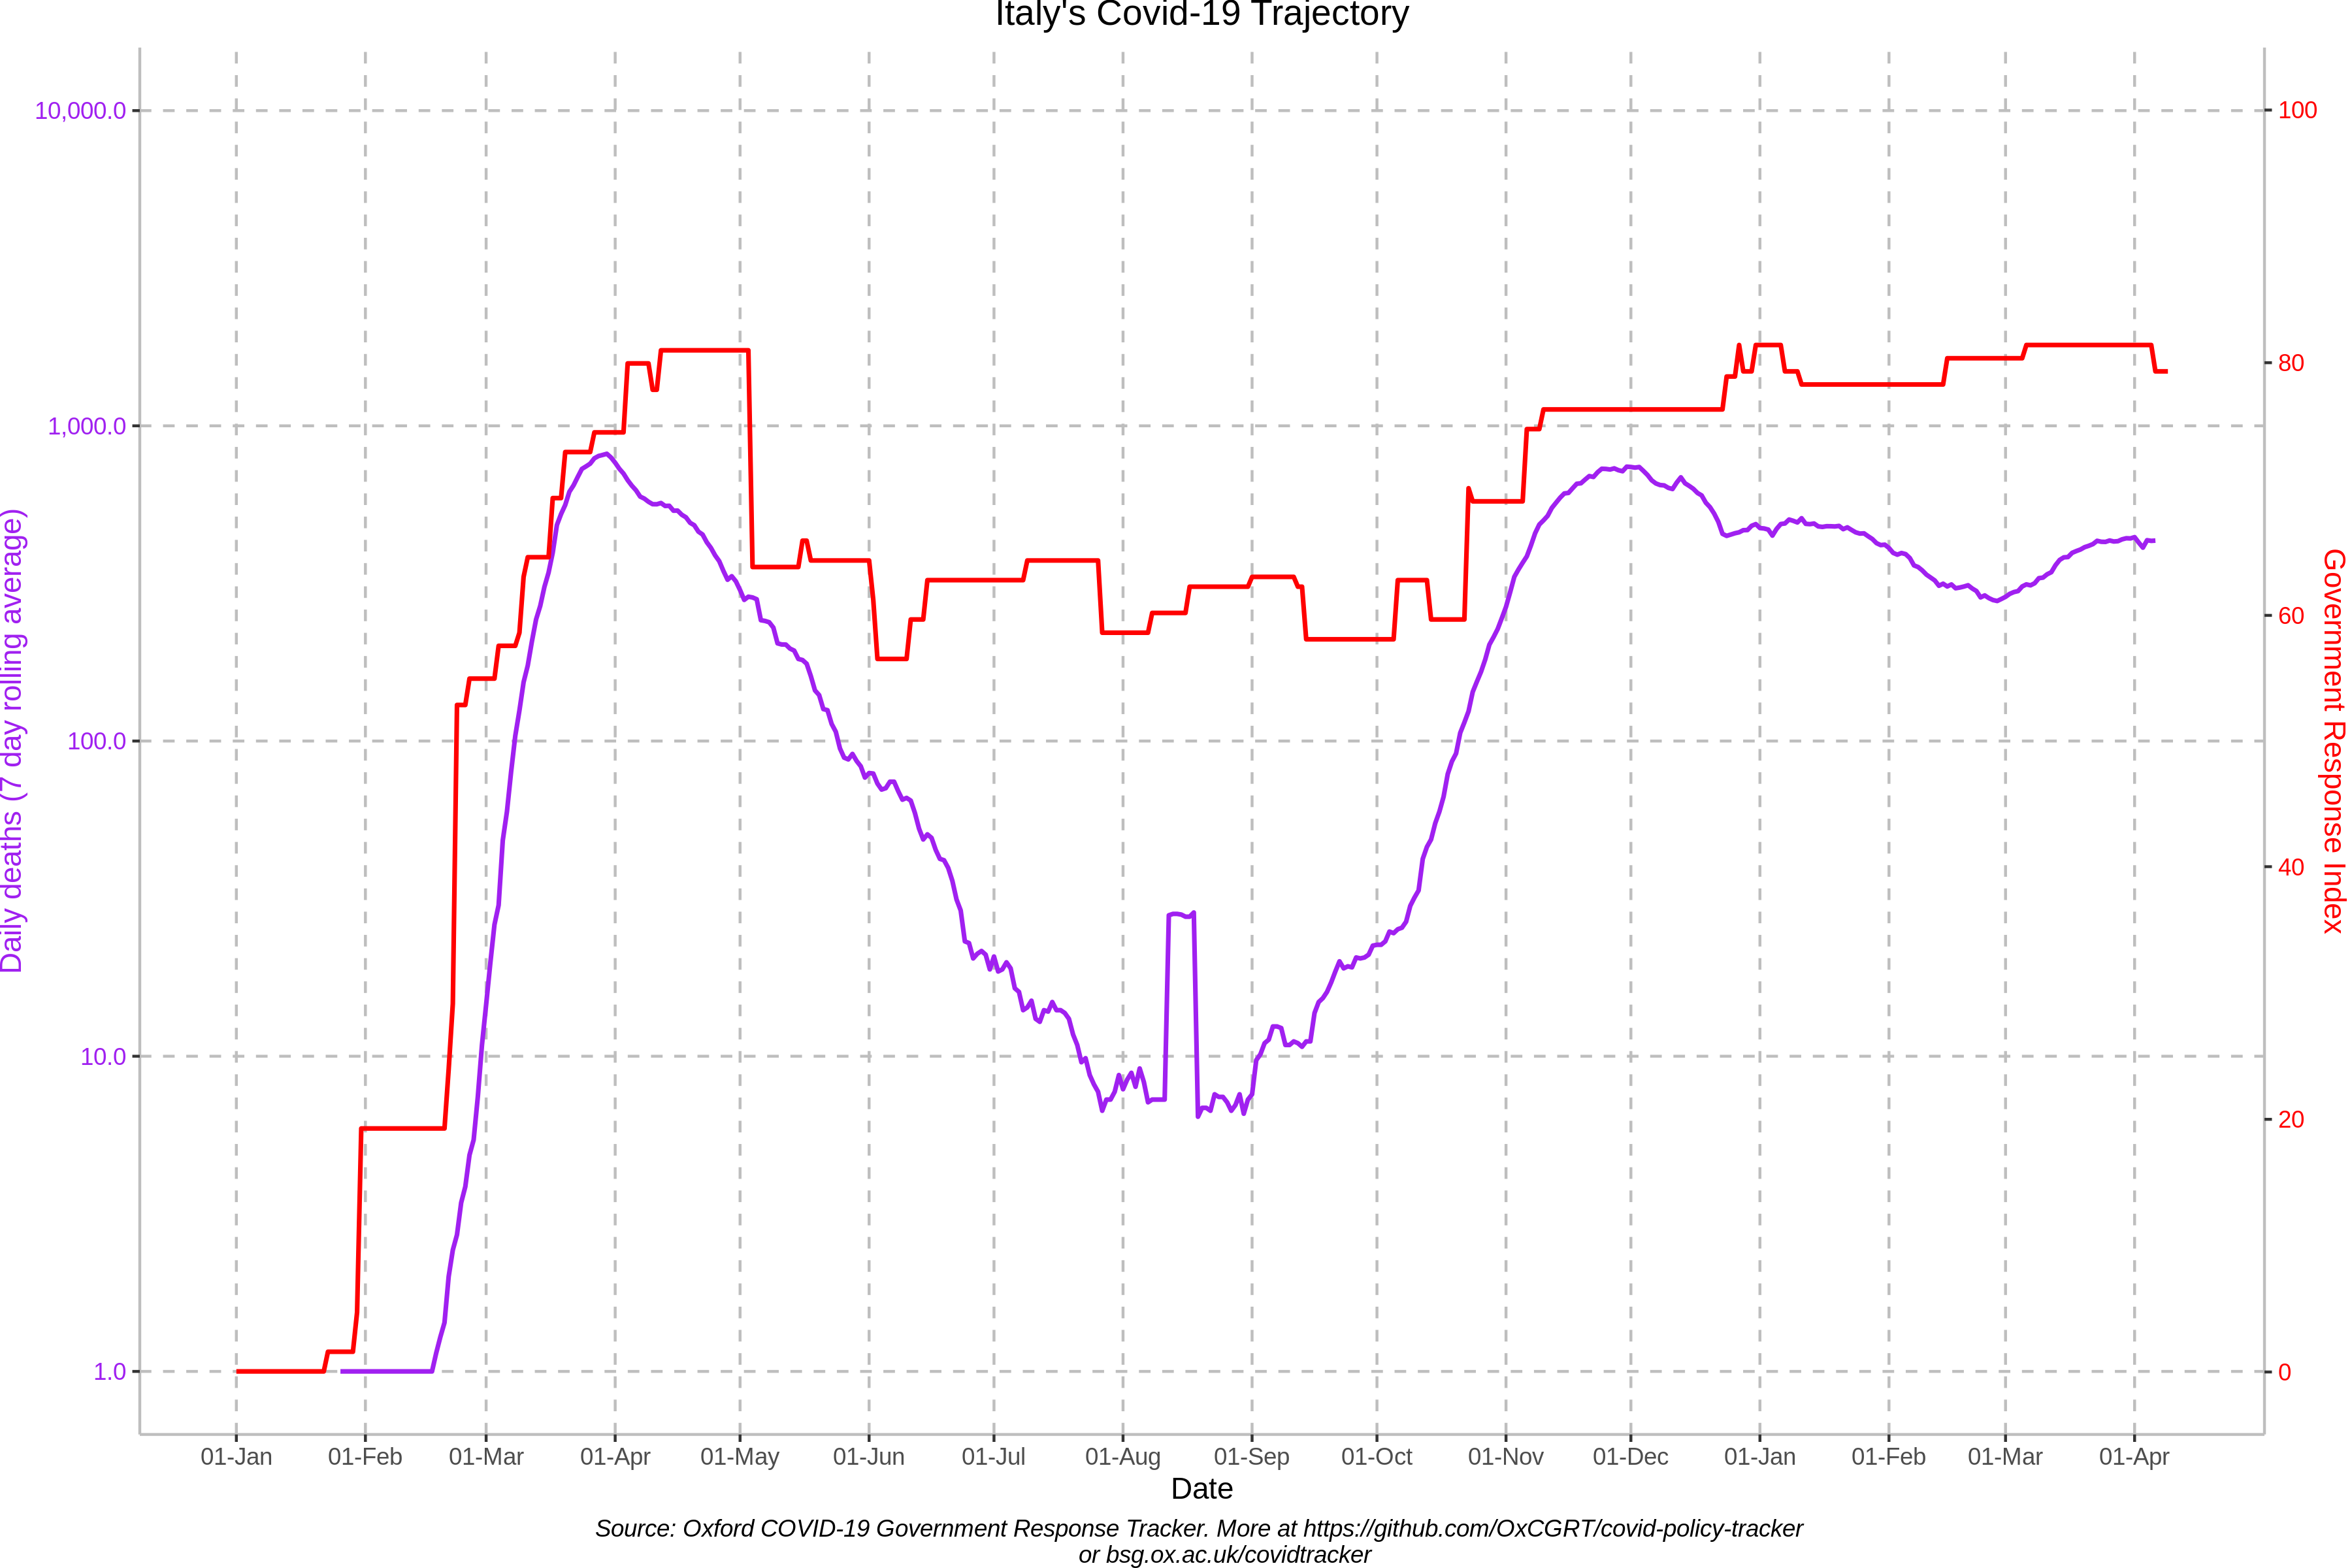 Italy's Covid-19 Trajectory
10,000.0
1,000.0
100.0
10.0
1.0
Daily deaths (7 day rolling average)
100
80
60
40
20
0
Government Response Index
01-Jan 01-Feb 01-Mar 01-Apr 01-May 01-Jun 01-Jul 01-Aug 01-Sep 01-Oct 01-Nov 01-Dec 01-Jan 01-Feb 01-Mar 01-Apr
Date
Source: Oxford COVID-19 Government Response Tracker. More at https://github.com/OxCGRT/covid-policy-tracker
or bsg.ox.ac.uk/covidtracker